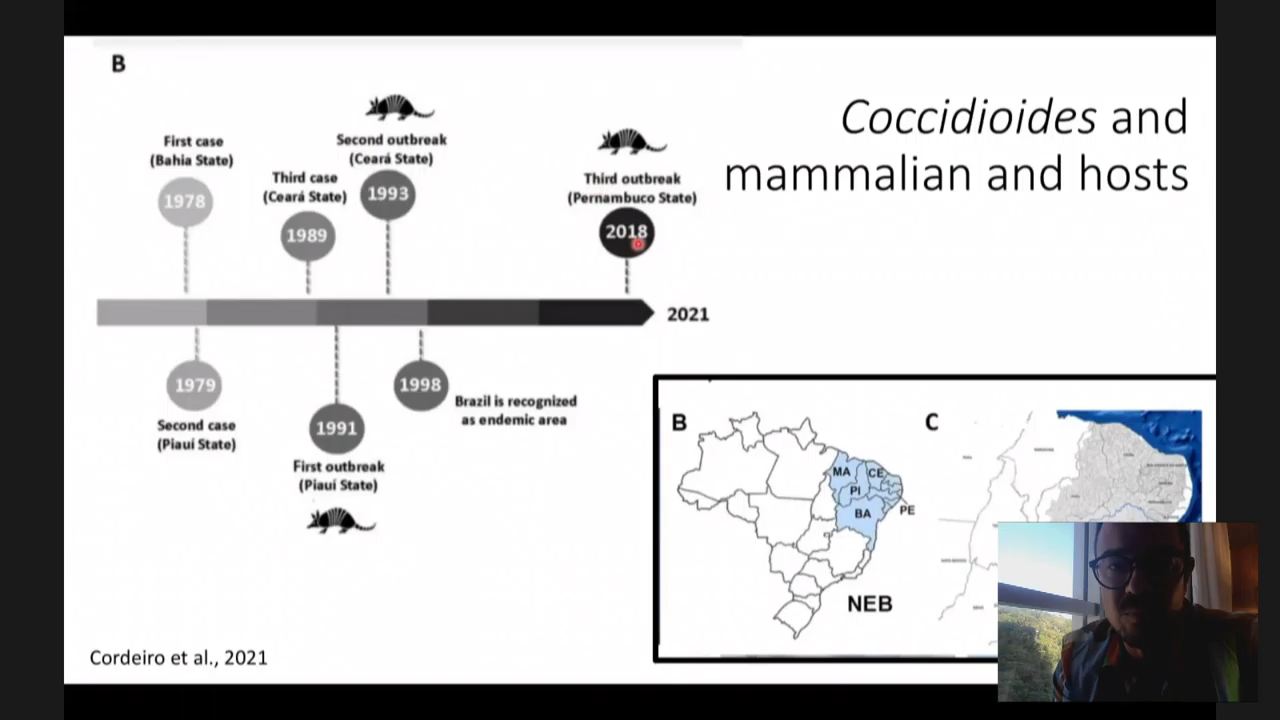 B
Coccidioides and
mammalian and hosts
First case
(Bahia State)
1978
Third case
(Ceará State)
1989
Second outbreak
(Ceará State)
1993
Third outbreak
(Pernambuco State)
2018
2021
1979
Second case
(Piauí State)
1991
First outbreak
(Piauí State)
1998
Brazil is recognized
as endemic area
B
MA
CE
PI
BA
PE
NEB
C
Cordeiro et al., 2021